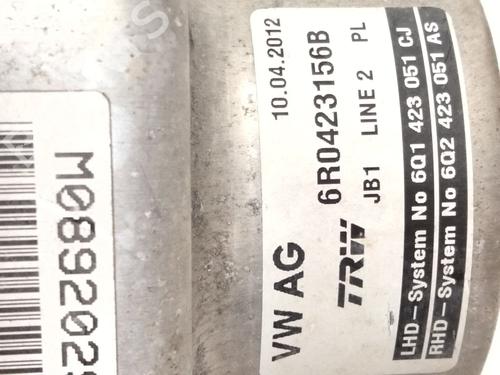 VW AG 10.04.2012
6R0423156B
TRW JB1 LINE 2 PL
LHD-System No 6Q1 423 051 CJ
RHD-System No 6Q2 423 051 AS
M0892029